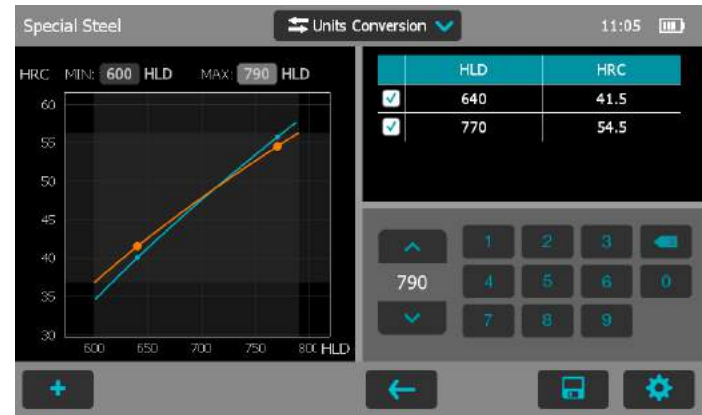 Special Steel Units Conversion 11:05
HRC MIN: 600 HLD MAX: 790 HLD
60
55
50
45
40
35
30
600 650 700 750 800 HLD
HLD HRC
640 41.5
770 54.5
1 2 3
790 4 5 6 0
7 8 9
+